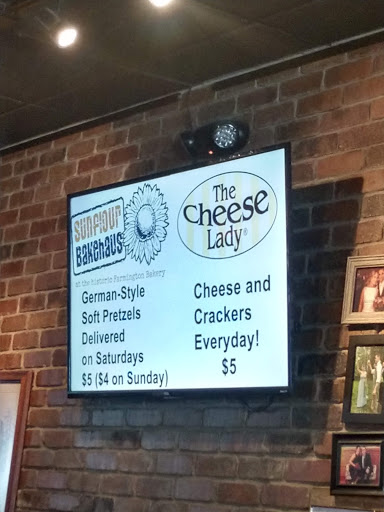 Sunflour
Bakehaus
at the historic Farmington Bakery
German-Style
Soft Pretzels
Delivered
on Saturdays
$5 ($4 on Sunday)
The
Cheese
Lady®
Cheese and
Crackers
Everyday!
$5